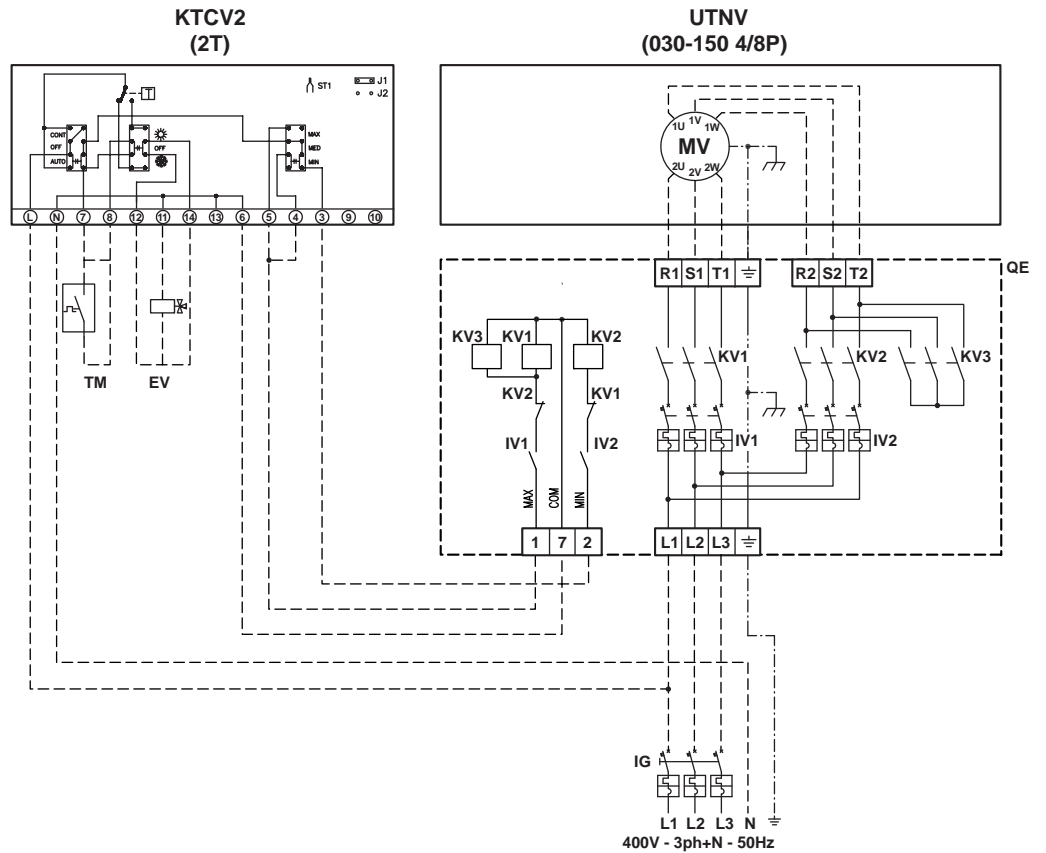 KTCV2
(2T)
UTNV
(030-150 4/8P)
ST1
J1
J2
T
CONT
OFF
AUTO
OFF
MAX
MED
MIN
L N 7 8 12 11 14 13 6 5 4 3 9 10
1U 1V 1W
MV
2U 2V 2W
TM
EV
QE
R1 S1 T1
R2 S2 T2
KV3 KV1 KV2
KV1
KV2
KV3
KV2
KV1
IV1
IV2
IV1
IV2
MAX
COM
MIN
1 7 2
L1 L2 L3
IG
L1 L2 L3 N
400V - 3ph+N - 50Hz